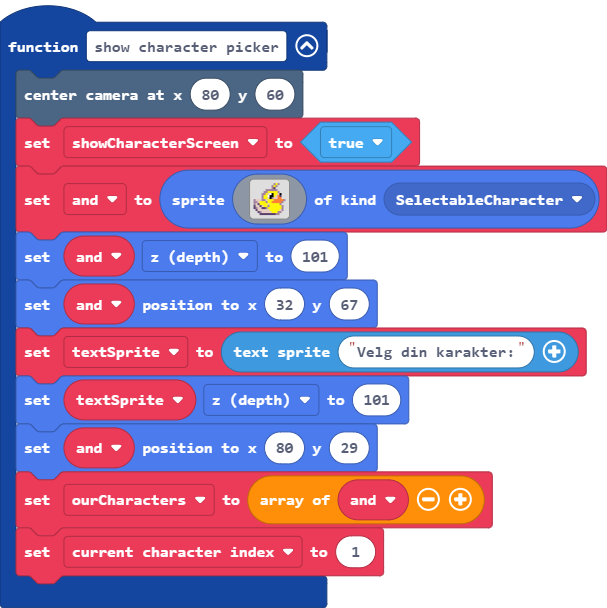 function show character picker
center camera at x 80 y 60
set showCharacterScreen to true
set and to sprite of kind SelectableCharacter
set and z (depth) to 101
set and position to x 32 y 67
set textSprite to text sprite "Velg din karakter:"
set textSprite z (depth) to 101
set and position to x 80 y 29
set ourCharacters to array of and
set current character index to 1